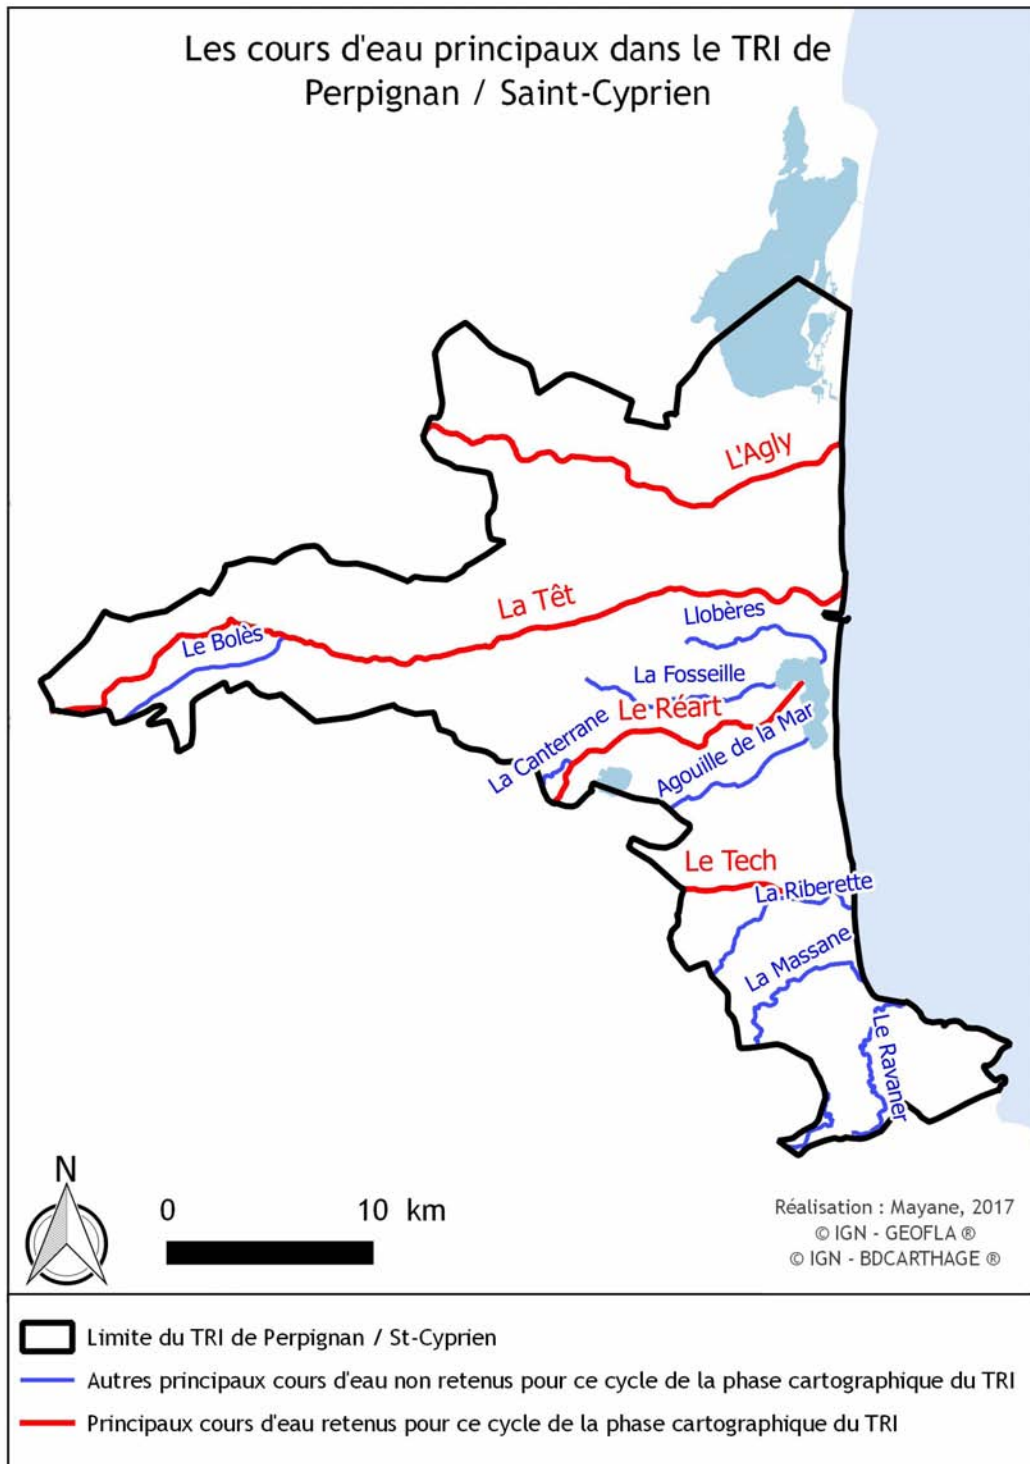 Les cours d'eau principaux dans le TRI de
Perpignan / Saint-Cyprien
L'Agly
La Têt
Llobères
Le Bolès
La Fosseille
Le Réart
La Canterrane
Agouille de la Mar
Le Tech
La Riberette
La Massane
Le Ravaner
N
0 10 km
Réalisation : Mayane, 2017
© IGN - GEOFLA ®
© IGN - BDCARTHAGE ®
Limite du TRI de Perpignan / St-Cyprien
Autres principaux cours d'eau non retenus pour ce cycle de la phase cartographique du TRI
Principaux cours d'eau retenus pour ce cycle de la phase cartographique du TRI